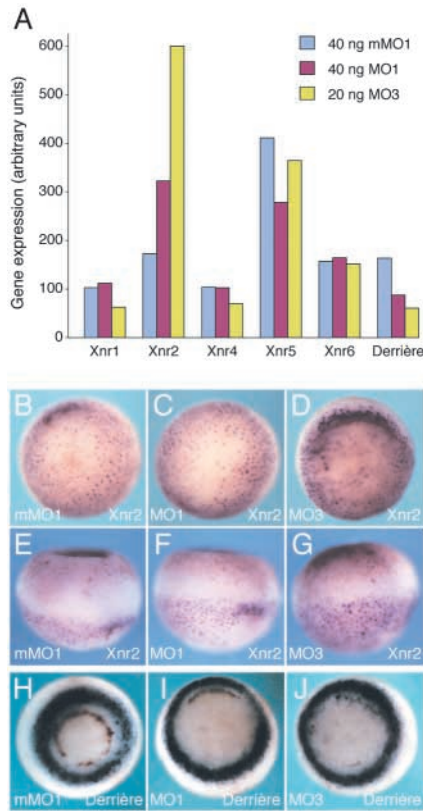 A
Gene expression (arbitrary units)
600
500
400
300
200
100
0
40 ng mMO1
40 ng MO1
20 ng MO3
Xnr1 Xnr2 Xnr4 Xnr5 Xnr6 Derrière
B C D
mMO1 Xnr2 MO1 Xnr2 MO3 Xnr2
E F G
mMO1 Xnr2 MO1 Xnr2 MO3 Xnr2
H I J
mMO1 Derrière MO1 Derrière MO3 Derrière